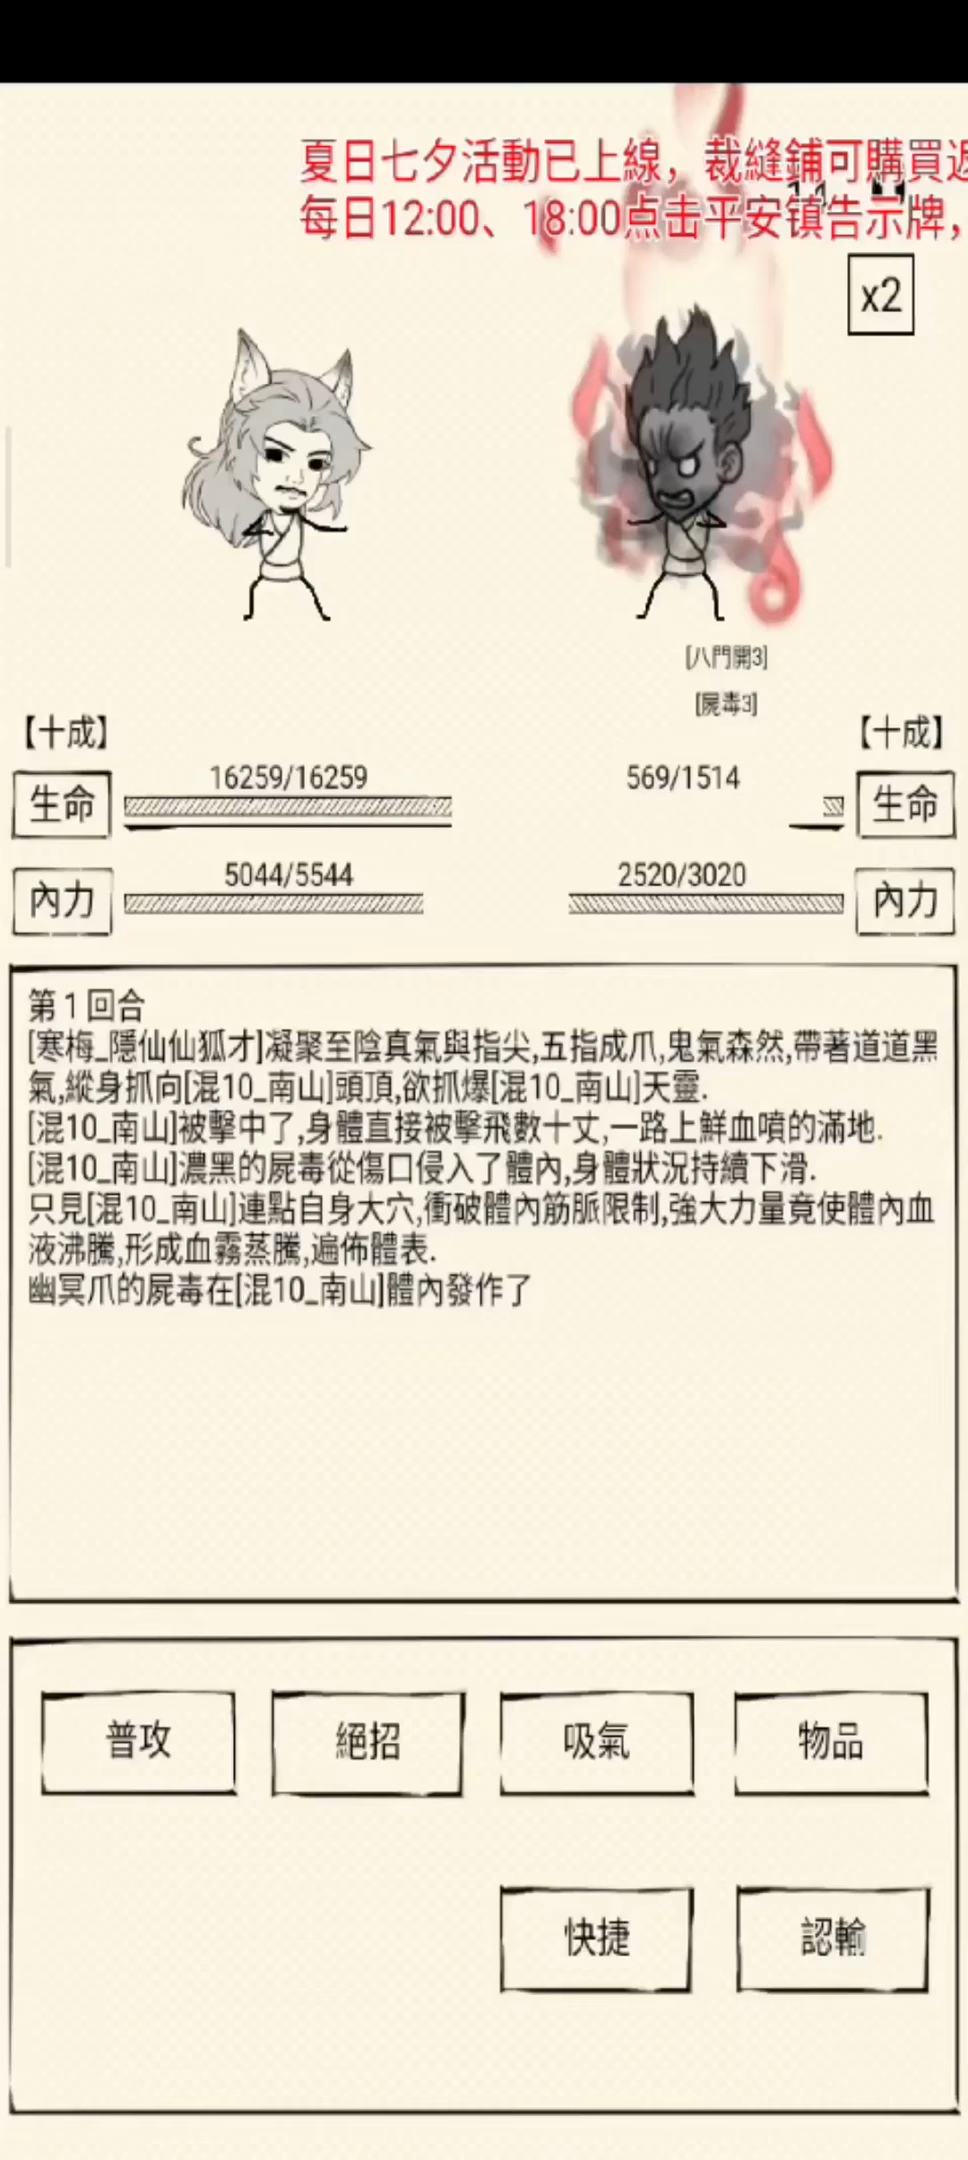 夏日七夕活動已上線，裁縫鋪可購買返
每日12:00、18:00点击平安镇告示牌，
x2
[八門開3]
[屍毒3]
【十成】
【十成】
生命
16259/16259
569/1514
生命
內力
5044/5544
2520/3020
內力
第1回合
[寒梅_隱仙仙狐才]凝聚至陰真氣與指尖,五指成爪,鬼氣森然,帶著道道黑
氣,縱身抓向[混10_南山]頭頂,欲抓爆[混10_南山]天靈.
[混10_南山]被擊中了,身體直接被擊飛數十丈,一路上鮮血噴的滿地.
[混10_南山]濃黑的屍毒從傷口侵入了體內,身體狀況持續下滑.
只見[混10_南山]連點自身大穴,衝破體內筋脈限制,強大力量竟使體內血
液沸騰,形成血霧蒸騰,遍佈體表.
幽冥爪的屍毒在[混10_南山]體內發作了
普攻
絕招
吸氣
物品
快捷
認輸